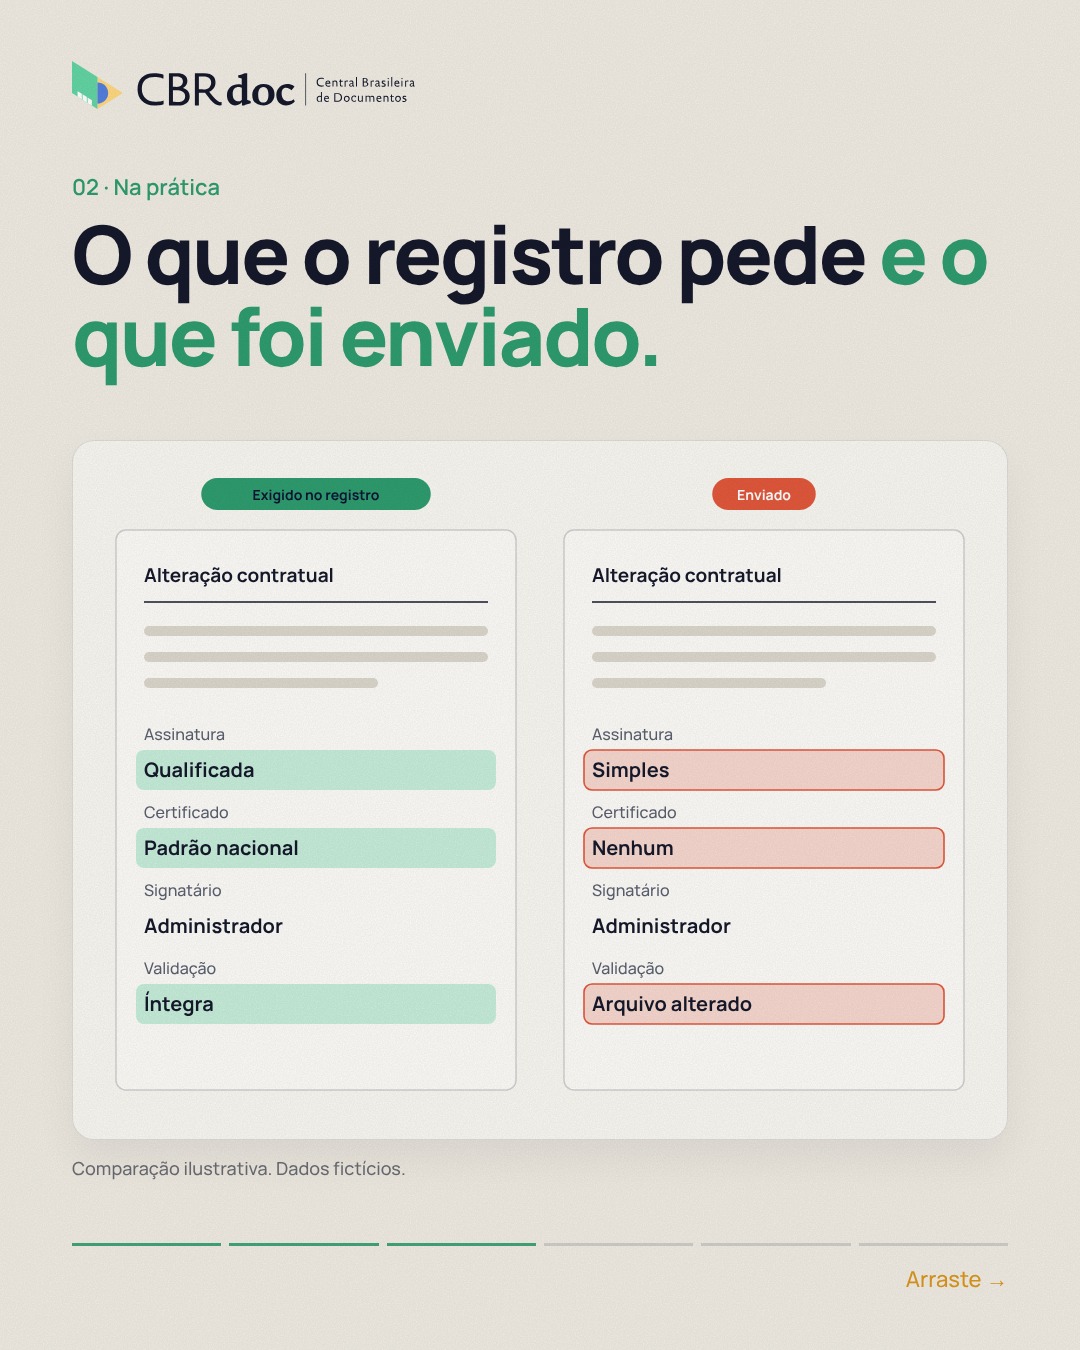 CBRdoc
Central Brasileira
de Documentos
02 · Na prática
O que o registro pede e o
que foi enviado.
Exigido no registro
Alteração contratual
Assinatura
Qualificada
Certificado
Padrão nacional
Signatário
Administrador
Validação
Íntegra
Enviado
Alteração contratual
Assinatura
Simples
Certificado
Nenhum
Signatário
Administrador
Validação
Arquivo alterado
Comparação ilustrativa. Dados fictícios.
Arraste →